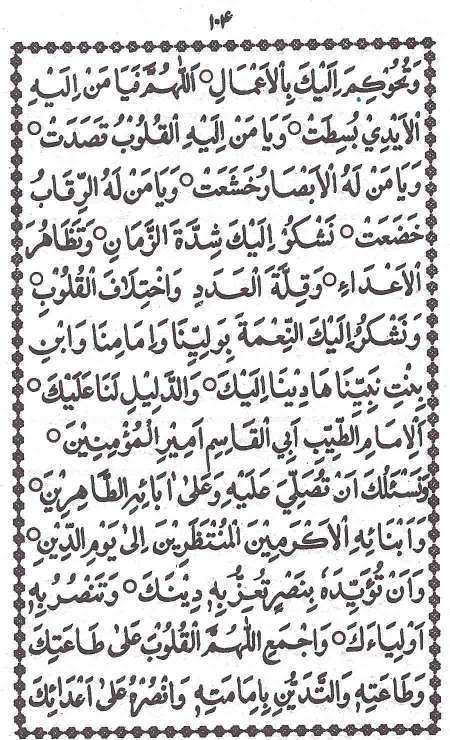 ۱۰۴
وَتُحُوْكِمَ اِلَيْكَ بِالْاَعْمَالِ ○ اَللّٰهُمَّ فَيَا مَنْ اِلَيْهِ
الْاَيْدِيْ بُسِطَتْ ○ وَيَا مَنْ اِلَيْهِ الْقُلُوْبُ قَصَدَتْ ○
وَيَا مَنْ لَهُ الْاَبْصَارُ خَشَعَتْ ○ وَيَا مَنْ لَهُ الرِّقَابُ
خَضَعَتْ ○ نَشْكُوْ اِلَيْكَ شِدَّةَ الزَّمَانِ ○ وَتَظَاهُرَ
الْاَعْدَاءِ ○ وَقِلَّةَ الْعَدَدِ وَاخْتِلَافَ الْقُلُوْبِ ○
وَنَشْكُرُ اِلَيْكَ النِّعْمَةَ بِوَلِيِّنَا وَاِمَامِنَا وَابْنِ
بِنْتِ نَبِيِّنَا هَادِيْنَا اِلَيْكَ ○ وَالدَّلِيْلِ لَنَا عَلَيْكَ ○
اَلْاِمَامِ الطَّيِّبِ اَبِي الْقَاسِمِ اَمِيْرِ الْمُؤْمِنِيْنَ ○
وَنَسْئَلُكَ اَنْ تُصَلِّيَ عَلَيْهِ وَعَلٰى اٰبَائِهِ الطَّاهِرِيْنَ ○
وَاَبْنَائِهِ الْاَكْرَمِيْنَ الْمُنْتَظَرِيْنَ اِلٰى يَوْمِ الدِّيْنِ ○
وَاَنْ تُؤَيِّدَهٗ بِنَصْرٍ تُعِزُّ بِهٖ دِيْنَكَ ○ وَتَنْصُرُ بِهٖ
اَوْلِيَاءَكَ ○ وَاجْمَعِ اللّٰهُمَّ الْقُلُوْبَ عَلٰى طَاعَتِكَ
وَطَاعَتِهٖ وَالتَّدَيُّنِ بِاِمَامَتِهٖ وَانْصُرْهُ عَلٰى اَعْدَائِكَ